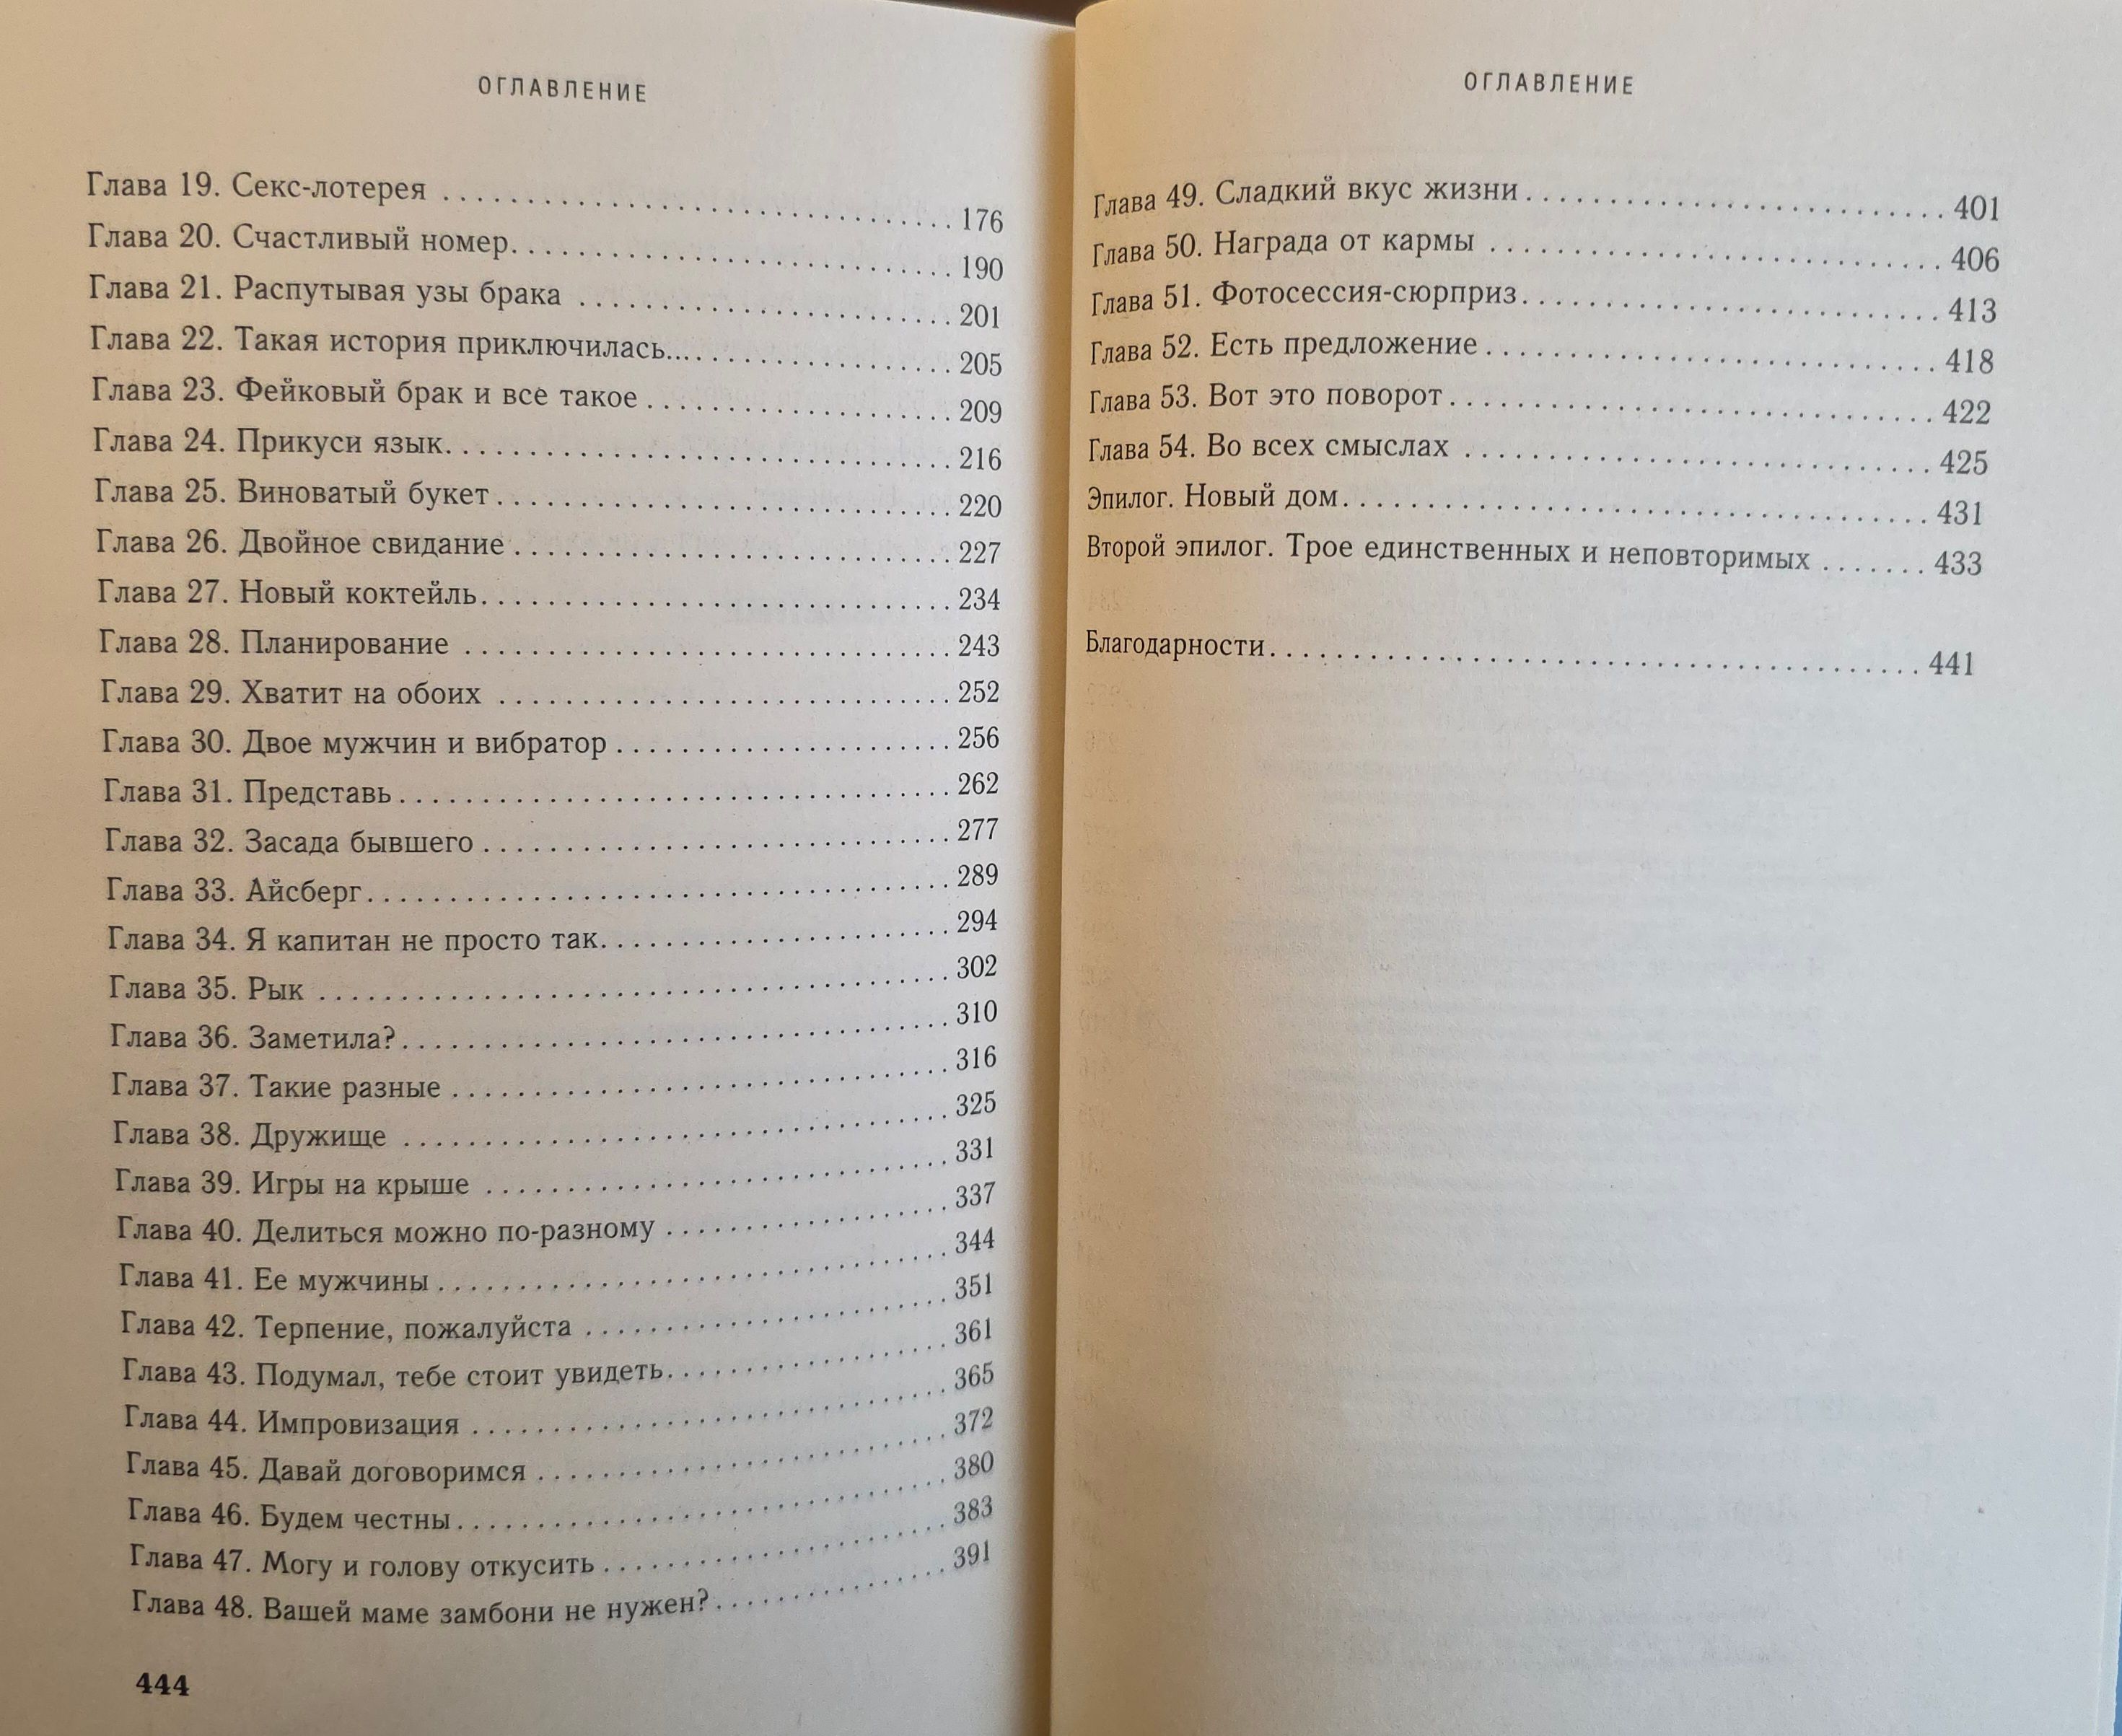 ОГЛАВЛЕНИЕ
Глава 19. Секс-лотерея .......... 176
Глава 20. Счастливый номер.......... 190
Глава 21. Распутывая узы брака .......... 201
Глава 22. Такая история приключилась............. 205
Глава 23. Фейковый брак и все такое .......... 209
Глава 24. Прикуси язык.......... 216
Глава 25. Виноватый букет .......... 220
Глава 26. Двойное свидание .......... 227
Глава 27. Новый коктейль.......... 234
Глава 28. Планирование .......... 243
Глава 29. Хватит на обоих .......... 252
Глава 30. Двое мужчин и вибратор .......... 256
Глава 31. Представь .......... 262
Глава 32. Засада бывшего .......... 277
Глава 33. Айсберг.......... 289
Глава 34. Я капитан не просто так.......... 294
Глава 35. Рык .......... 302
Глава 36. Заметила? .......... 310
Глава 37. Такие разные .......... 316
Глава 38. Дружище .......... 325
Глава 39. Игры на крыше .......... 331
Глава 40. Делиться можно по-разному .......... 337
Глава 41. Ее мужчины .......... 344
Глава 42. Терпение, пожалуйста .......... 351
Глава 43. Подумал, тебе стоит увидеть.......... 361
Глава 44. Импровизация .......... 365
Глава 45. Давай договоримся .......... 372
Глава 46. Будем честны .......... 380
Глава 47. Могу и голову откусить .......... 383
Глава 48. Вашей маме замбони не нужен? .......... 391
444
ОГЛАВЛЕНИЕ
Глава 49. Сладкий вкус жизни .......... 401
Глава 50. Награда от кармы .......... 406
Глава 51. Фотосессия-сюрприз.......... 413
Глава 52. Есть предложение .......... 418
Глава 53. Вот это поворот .......... 422
Глава 54. Во всех смыслах .......... 425
Эпилог. Новый дом.......... 431
Второй эпилог. Трое единственных и неповторимых .......... 433
Благодарности.......... 441